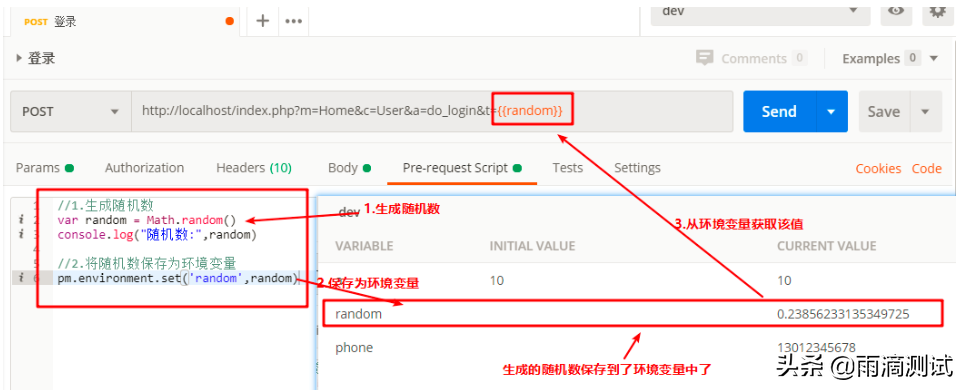 POST 登录
dev
登录
Comments 0
Examples 0
POST
http://localhost/index.php?m=Home&c=User&a=do_login&t={{random}}
Send
Save
Params
Authorization
Headers (10)
Body
Pre-request Script
Tests
Settings
Cookies
Code
//1.生成随机数
var random = Math.random()
console.log("随机数:",random)
//2.将随机数保存为环境变量
pm.environment.set('random',random)
dev
1.生成随机数
3.从环境变量获取该值
VARIABLE
INITIAL VALUE
CURRENT VALUE
10
10
2.保存为环境变量
random
0.23856233135349725
phone
13012345678
生成的随机数保存到了环境变量中了
头条 @雨滴测试